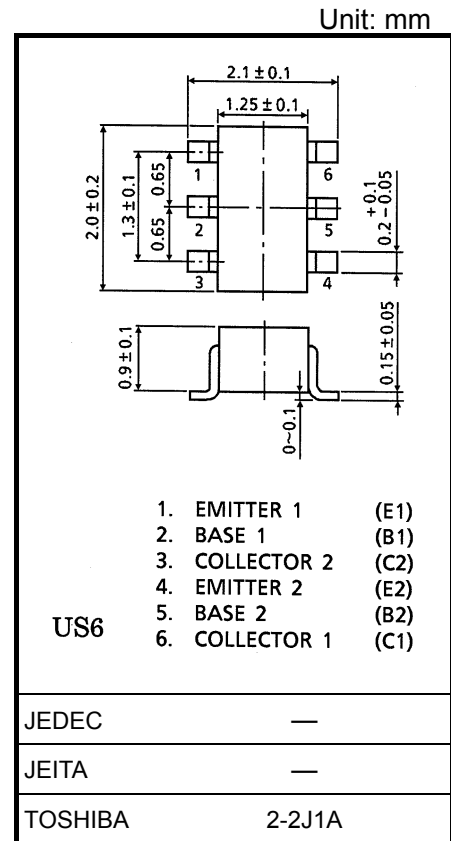 Unit: mm
2.1±0.1
1.25±0.1
1
6
2
5
3
4
2.0±0.2
1.3±0.1
0.65
0.65
+0.1
0.2-0.05
0.9±0.1
0.15±0.05
0~0.1
1. EMITTER 1 (E1)
2. BASE 1 (B1)
3. COLLECTOR 2 (C2)
4. EMITTER 2 (E2)
5. BASE 2 (B2)
6. COLLECTOR 1 (C1)
US6
JEDEC —
JEITA —
TOSHIBA 2-2J1A